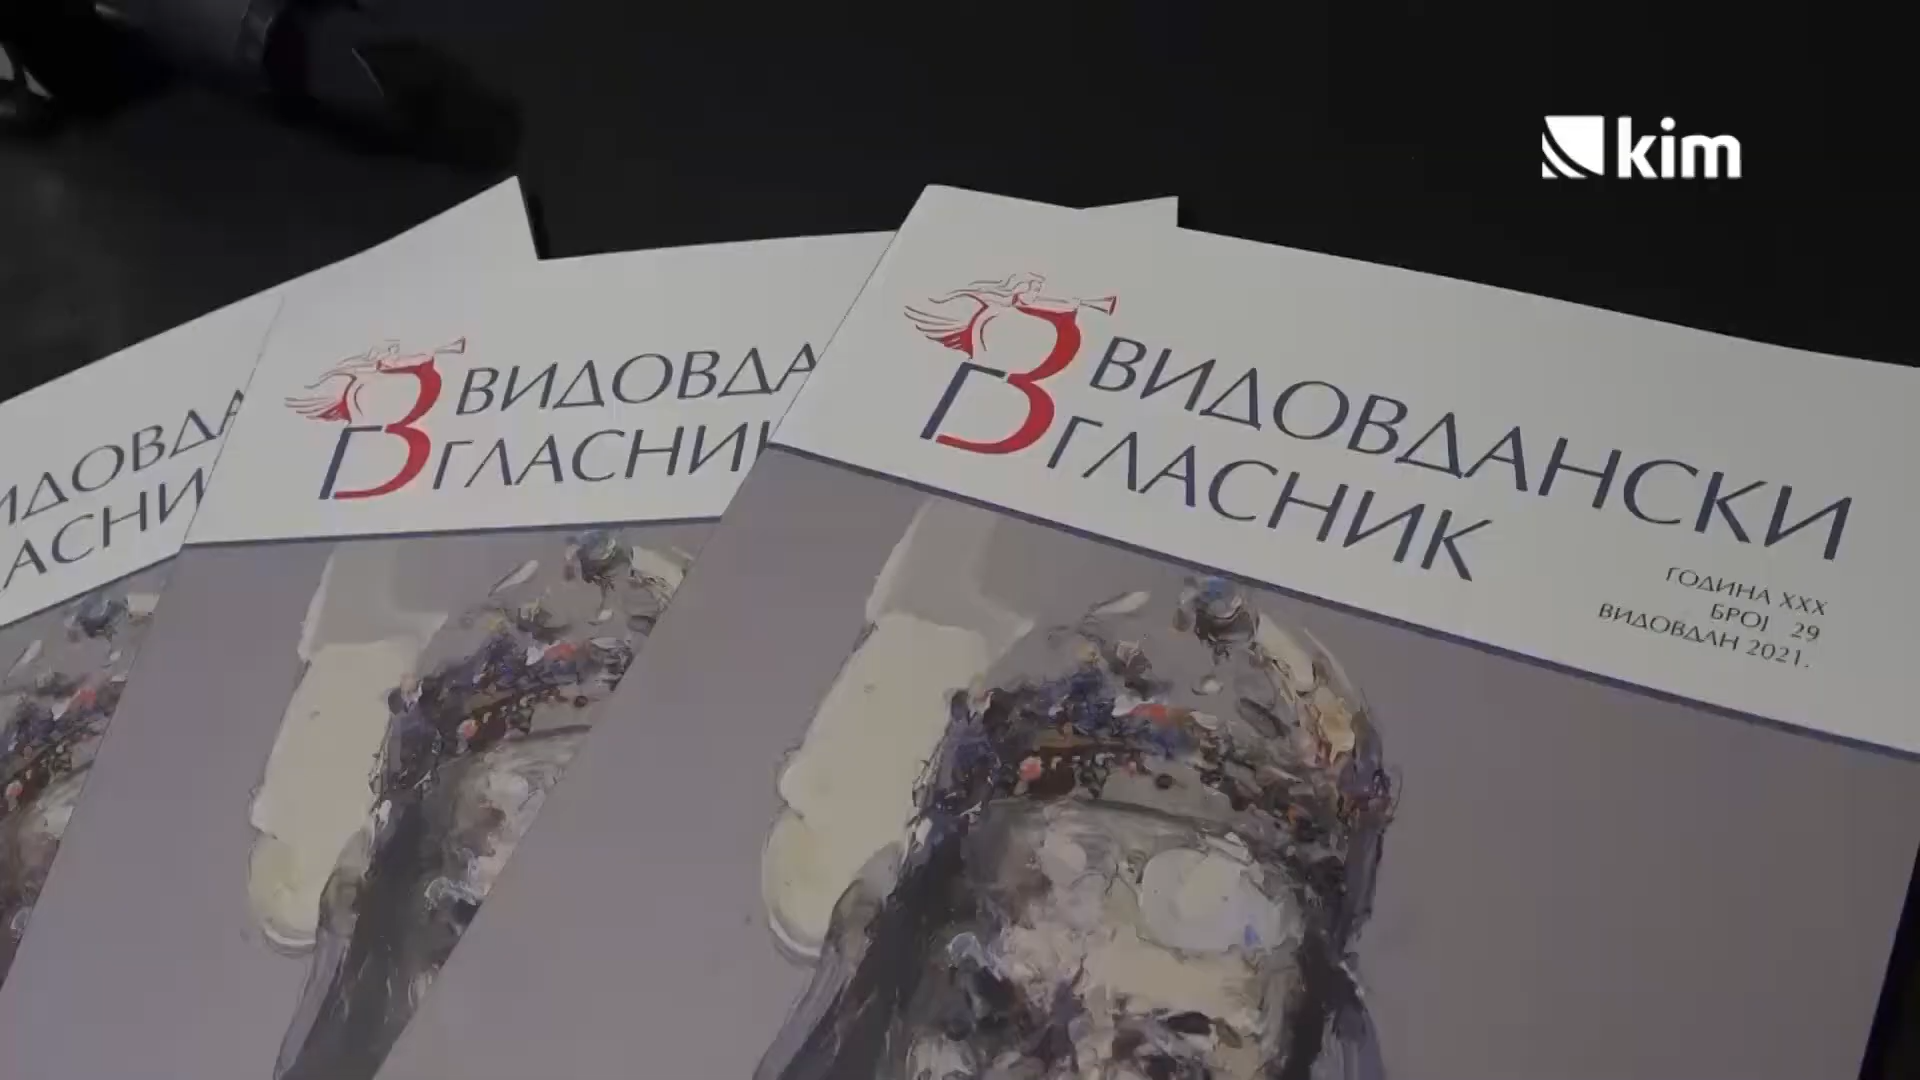 kim
ВИДОВДАНСКИ
ГЛАСНИК
ГОДИНА XXX
БРОЈ 29
ВИДОВДАН 2021.
ВИДОВДА
ГЛАСНИК
ИДОВДА
АСНИ